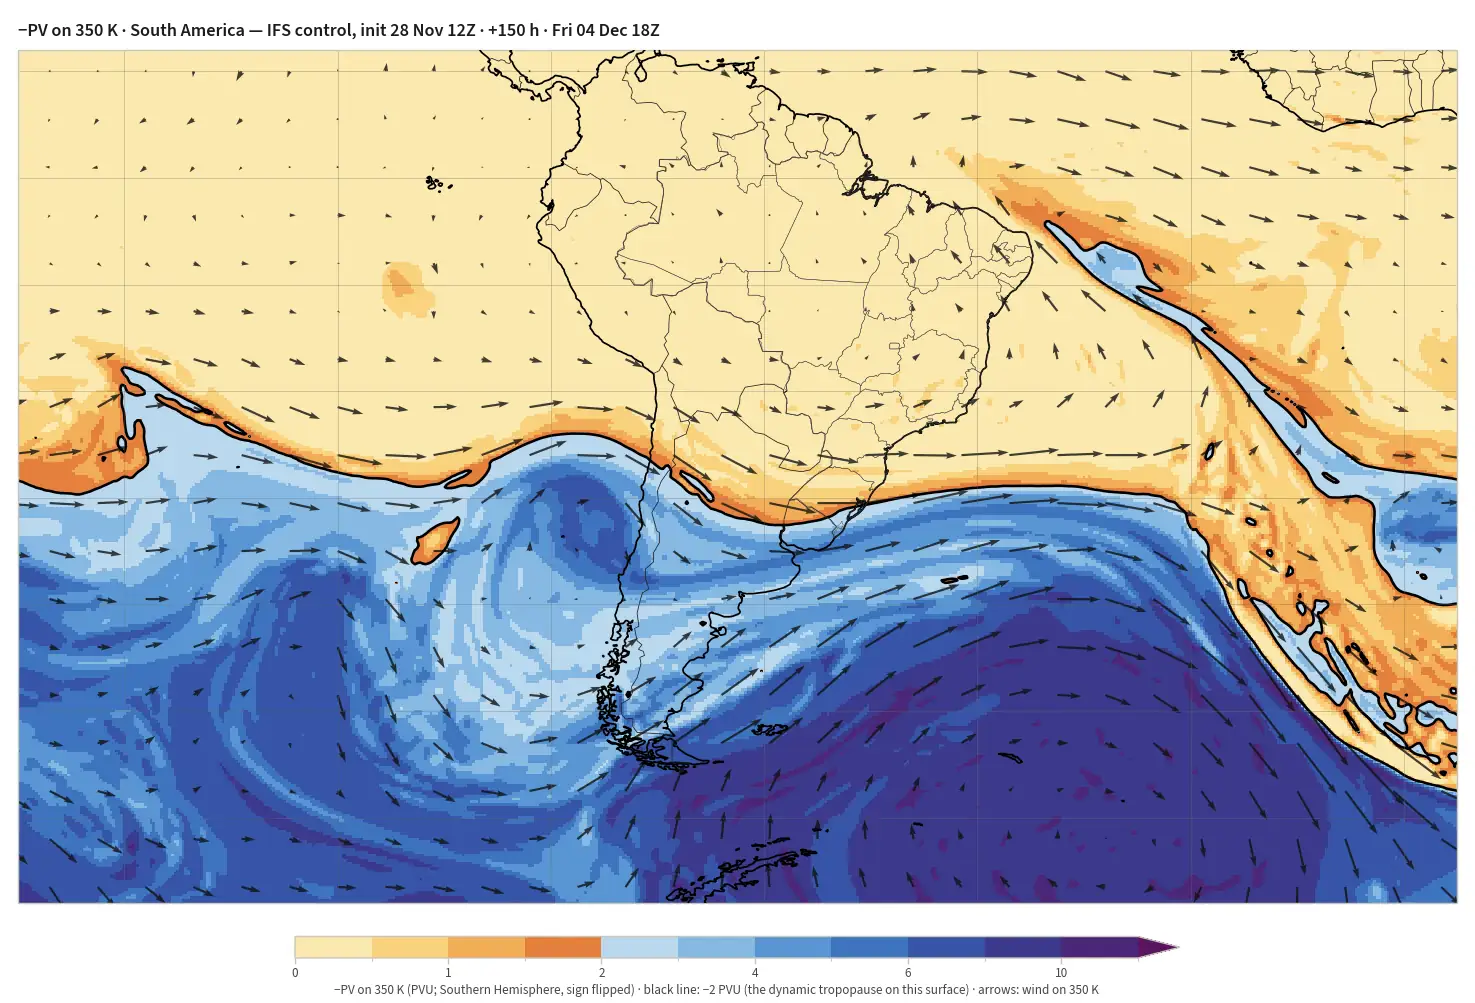 −PV on 350 K · South America — IFS control, init 28 Nov 12Z · +150 h · Fri 04 Dec 18Z
0 1 2 4 6 10
−PV on 350 K (PVU; Southern Hemisphere, sign flipped) · black line: −2 PVU (the dynamic tropopause on this surface) · arrows: wind on 350 K